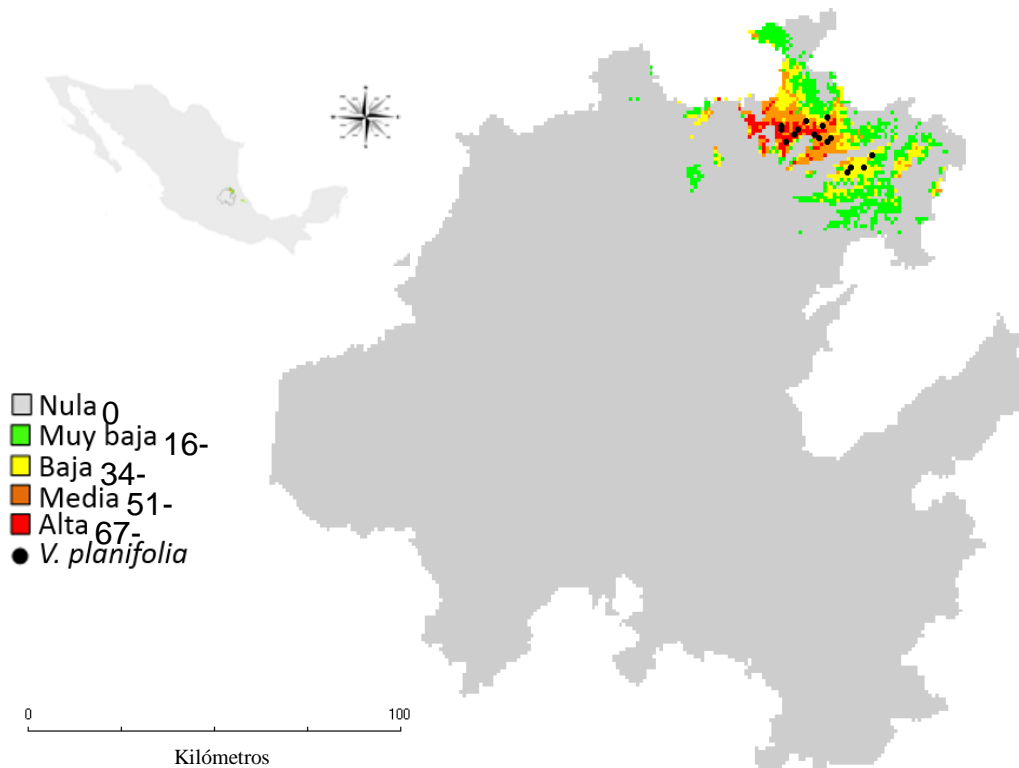 Nula 0
Muy baja 16-
Baja 34-
Media 51-
Alta 67-
V. planifolia
0 100
Kilómetros